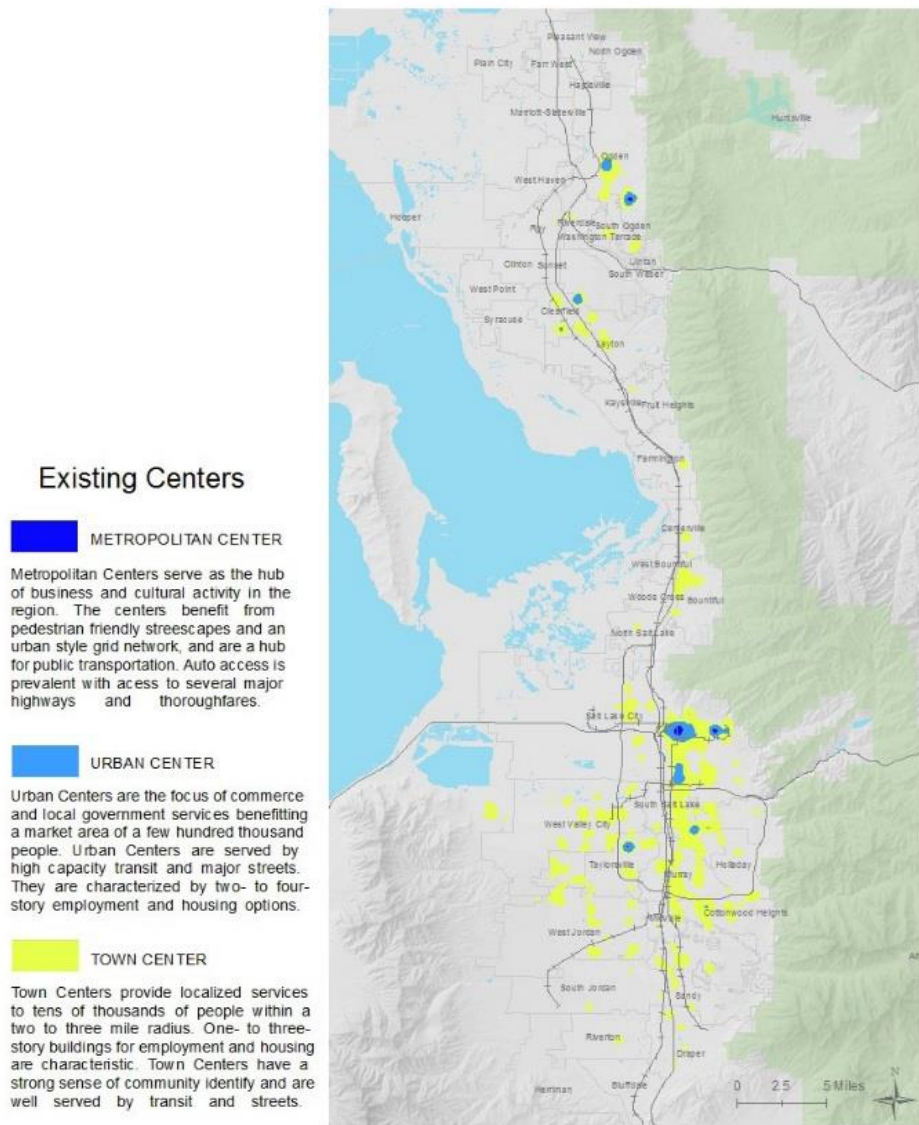 Existing Centers
METROPOLITAN CENTER
Metropolitan Centers serve as the hub
of business and cultural activity in the
region. The centers benefit from
pedestrian friendly streescapes and an
urban style grid network, and are a hub
for public transportation. Auto access is
prevalent with acess to several major
highways and thoroughfares.
URBAN CENTER
Urban Centers are the focus of commerce
and local government services benefitting
a market area of a few hundred thousand
people. Urban Centers are served by
high capacity transit and major streets.
They are characterized by two- to four-
story employment and housing options.
TOWN CENTER
Town Centers provide localized services
to tens of thousands of people within a
two to three mile radius. One- to three-
story buildings for employment and housing
are characteristic. Town Centers have a
strong sense of community identify and are
well served by transit and streets.
Pleasant View
North Ogden
Plain City
Farr West
Harrisville
Marriott-Slaterville
Huntsville
Ogden
West Haven
Hooper
Riverdale
Roy
South Ogden
Washington Terrace
Uintah
Clinton
Sunset
South Weber
West Point
Clearfield
Syracuse
Layton
Kaysville
Fruit Heights
Farmington
Centerville
West Bountiful
Woods Cross
Bountiful
North Salt Lake
Salt Lake City
South Salt Lake
West Valley City
Taylorsville
Holladay
Murray
Midvale
Cottonwood Heights
West Jordan
South Jordan
Sandy
Riverton
Draper
Herriman
Bluffdale
0 2.5 5 Miles
N